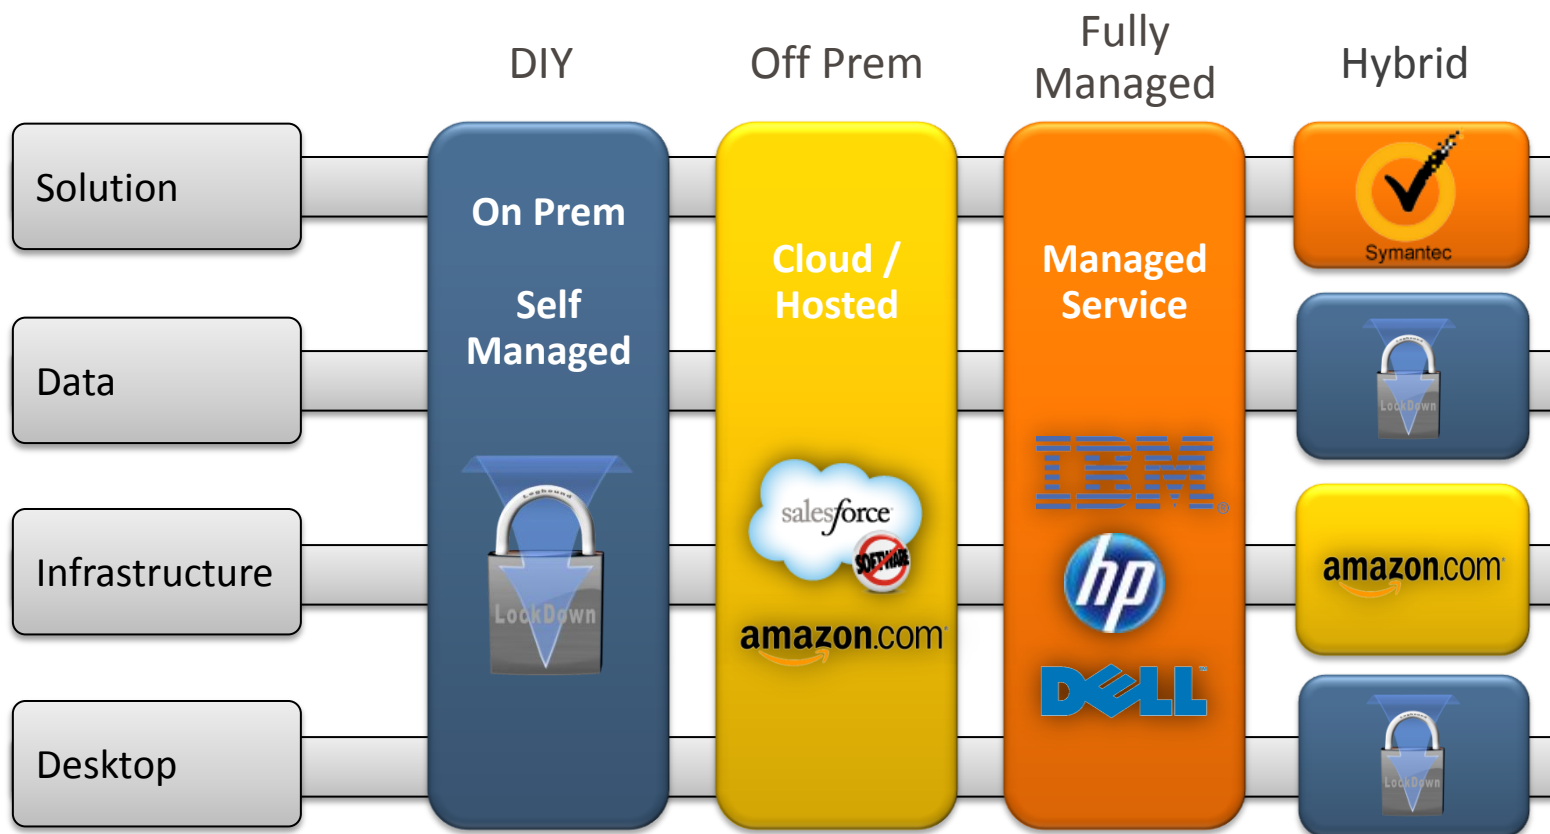 DIY
Off Prem
Fully
Managed
Hybrid
Solution
Data
Infrastructure
Desktop
On Prem
Self
Managed
LockDown
Cloud /
Hosted
salesforce
SOFTWARE
amazon.com
Managed
Service
IBM®
hp
DELL™
Symantec
LockDown
amazon.com
LockDown